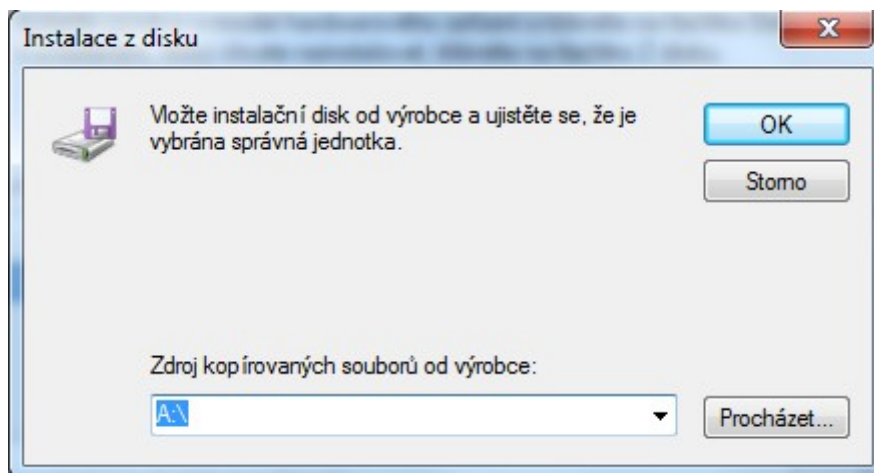 Instalace z disku
Vložte instalační disk od výrobce a ujistěte se, že je
vybrána správná jednotka.
OK
Storno
Zdroj kopírovaných souborů od výrobce:
A:\
Procházet...